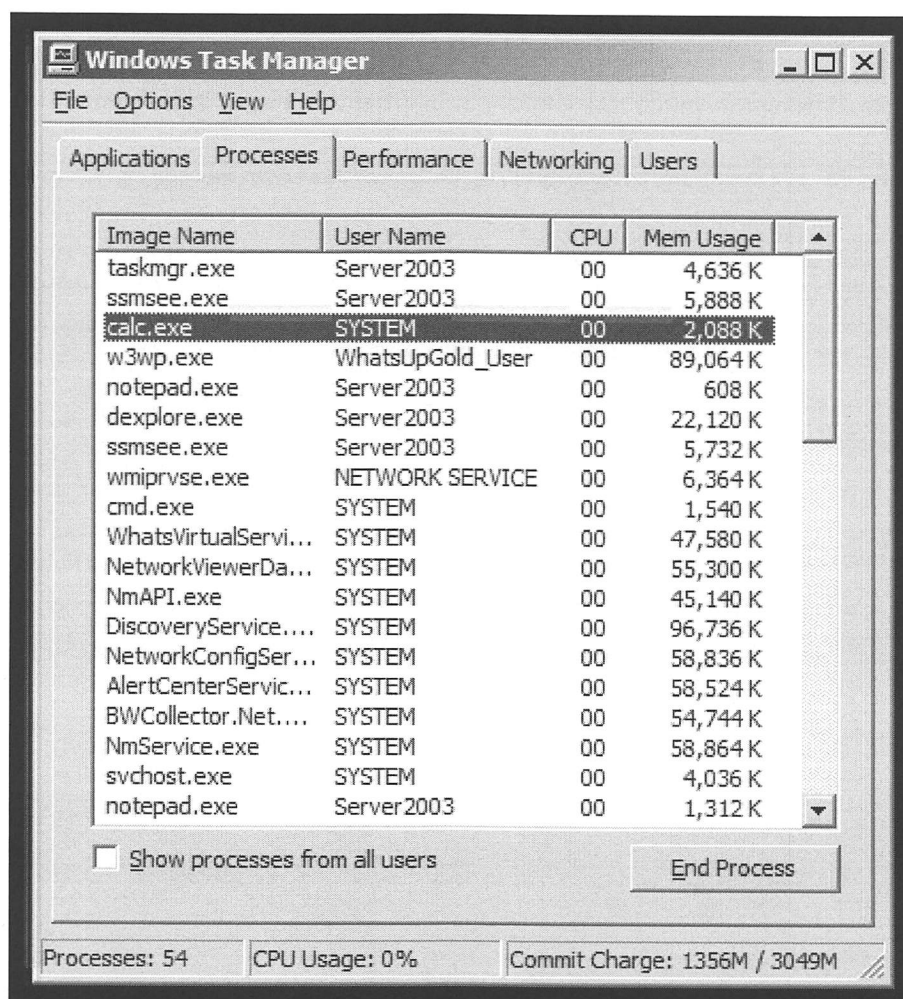 Windows Task Manager
File Options View Help
Applications Processes Performance Networking Users
Image Name User Name CPU Mem Usage
taskmgr.exe Server2003 00 4,636 K
ssmsee.exe Server2003 00 5,888 K
calc.exe SYSTEM 00 2,088 K
w3wp.exe WhatsUpGold_User 00 89,064 K
notepad.exe Server2003 00 608 K
dexplore.exe Server2003 00 22,120 K
ssmsee.exe Server2003 00 5,732 K
wmiprvse.exe NETWORK SERVICE 00 6,364 K
cmd.exe SYSTEM 00 1,540 K
WhatsVirtualServi... SYSTEM 00 47,580 K
NetworkViewerDa... SYSTEM 00 55,300 K
NmAPI.exe SYSTEM 00 45,140 K
DiscoveryService.... SYSTEM 00 96,736 K
NetworkConfigSer... SYSTEM 00 58,836 K
AlertCenterServic... SYSTEM 00 58,524 K
BWCollector.Net.... SYSTEM 00 54,744 K
NmService.exe SYSTEM 00 58,864 K
svchost.exe SYSTEM 00 4,036 K
notepad.exe Server2003 00 1,312 K
Show processes from all users End Process
Processes: 54 CPU Usage: 0% Commit Charge: 1356M / 3049M